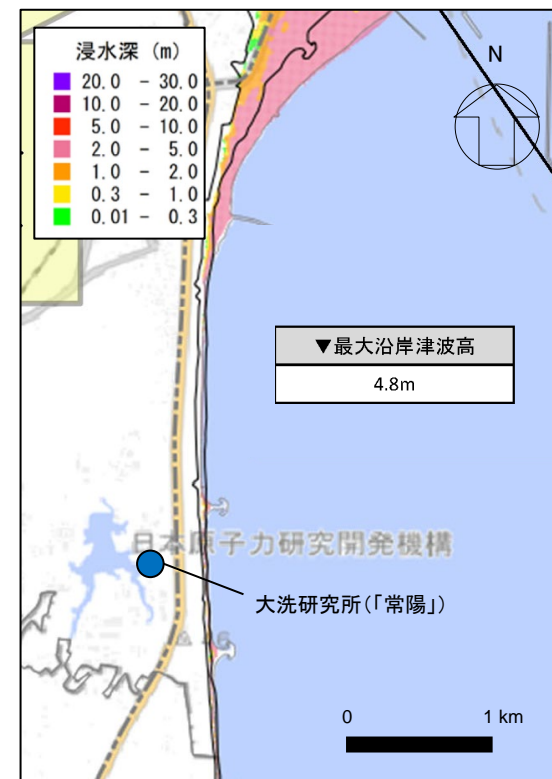 浸水深 (m)
20.0 - 30.0
10.0 - 20.0
5.0 - 10.0
2.0 - 5.0
1.0 - 2.0
0.3 - 1.0
0.01 - 0.3
N
▼最大沿岸津波高
4.8m
日本原子力研究開発機構
大洗研究所(「常陽」)
0 1 km